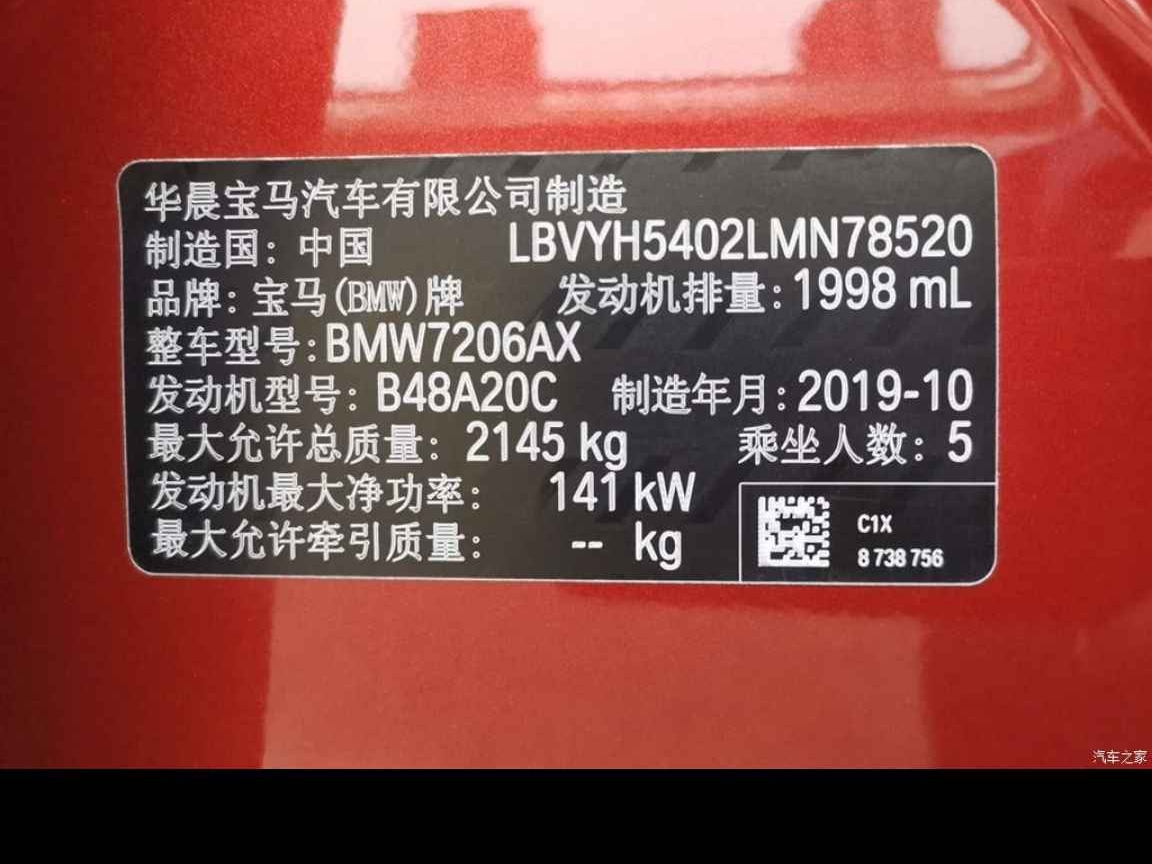 华晨宝马汽车有限公司制造
制造国：中国 LBVYH5402LMN78520
品牌：宝马(BMW)牌 发动机排量：1998 mL
整车型号：BMW7206AX
发动机型号：B48A20C 制造年月：2019-10
最大允许总质量：2145 kg 乘坐人数：5
发动机最大净功率：141 kW
最大允许牵引质量：-- kg
C1X
8 738 756
汽车之家